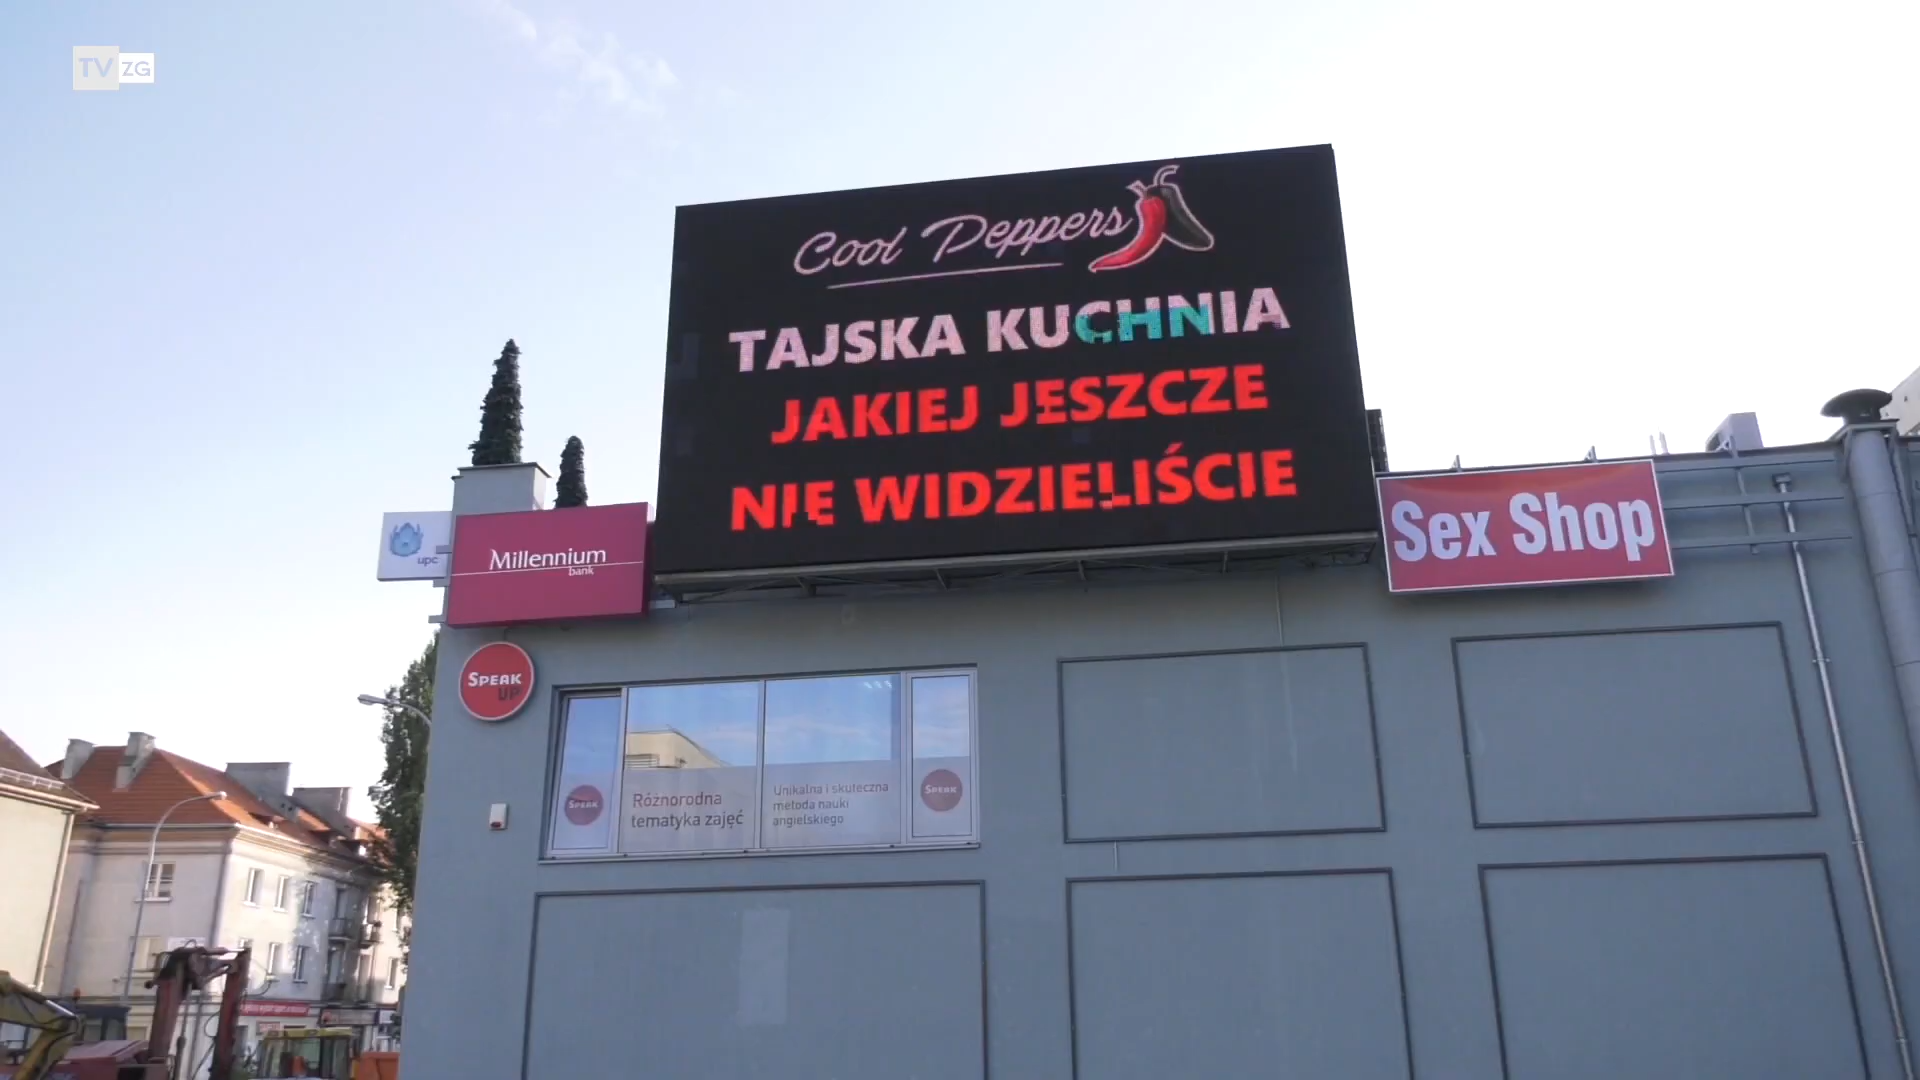 TV ZG
Cool Peppers
TAJSKA KUCHNIA
JAKIEJ JESZCZE
NIE WIDZIELIŚCIE
upc
Millennium
bank
Sex Shop
SPEAK
UP
SPEAK
Różnorodna
tematyka zajęć
Unikalna i skuteczna
metoda nauki
angielskiego
SPEAK